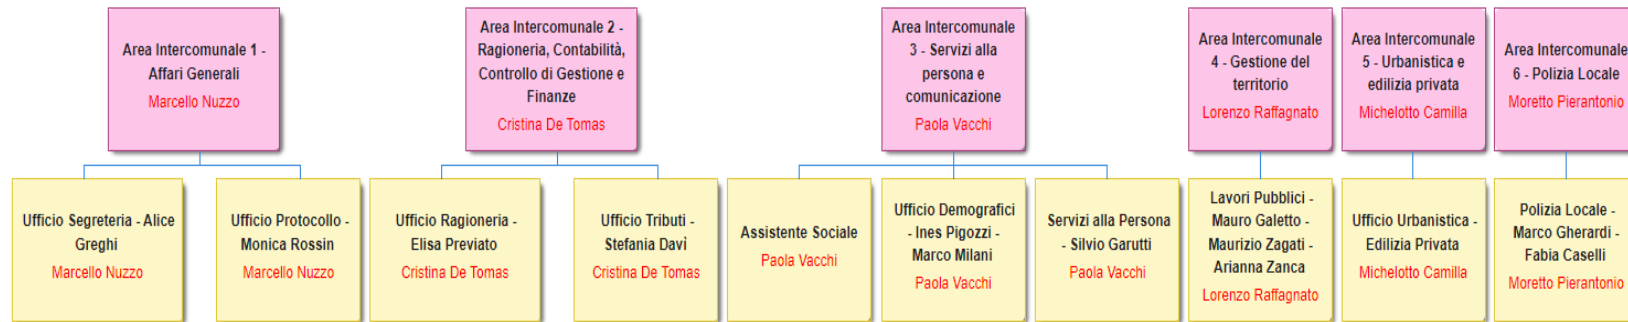 Area Intercomunale 1 -
Affari Generali
Marcello Nuzzo
Area Intercomunale 2 -
Ragioneria, Contabilità,
Controllo di Gestione e
Finanze
Cristina De Tomas
Area Intercomunale
3 - Servizi alla
persona e
comunicazione
Paola Vacchi
Area Intercomunale
4 - Gestione del
territorio
Lorenzo Raffagnato
Area Intercomunale
5 - Urbanistica e
edilizia privata
Michelotto Camilla
Area Intercomunale
6 - Polizia Locale
Moretto Pierantonio
Ufficio Segreteria - Alice
Greghi
Marcello Nuzzo
Ufficio Protocollo -
Monica Rossin
Marcello Nuzzo
Ufficio Ragioneria -
Elisa Previato
Cristina De Tomas
Ufficio Tributi -
Stefania Davì
Cristina De Tomas
Assistente Sociale
Paola Vacchi
Ufficio Demografici
- Ines Pigozzi -
Marco Milani
Paola Vacchi
Servizi alla Persona
- Silvio Garutti
Paola Vacchi
Lavori Pubblici -
Mauro Galetto -
Maurizio Zagati -
Arianna Zanca
Lorenzo Raffagnato
Ufficio Urbanistica -
Edilizia Privata
Michelotto Camilla
Polizia Locale -
Marco Gherardi -
Fabia Caselli
Moretto Pierantonio